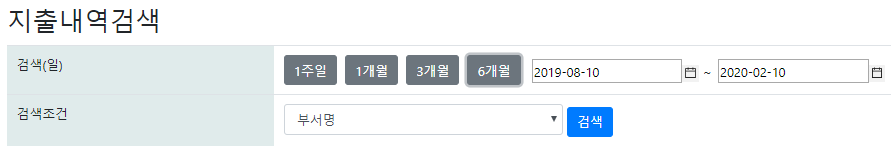 지출내역검색
검색(일) 1주일 1개월 3개월 6개월 2019-08-10 ~ 2020-02-10
검색조건 부서명 검색